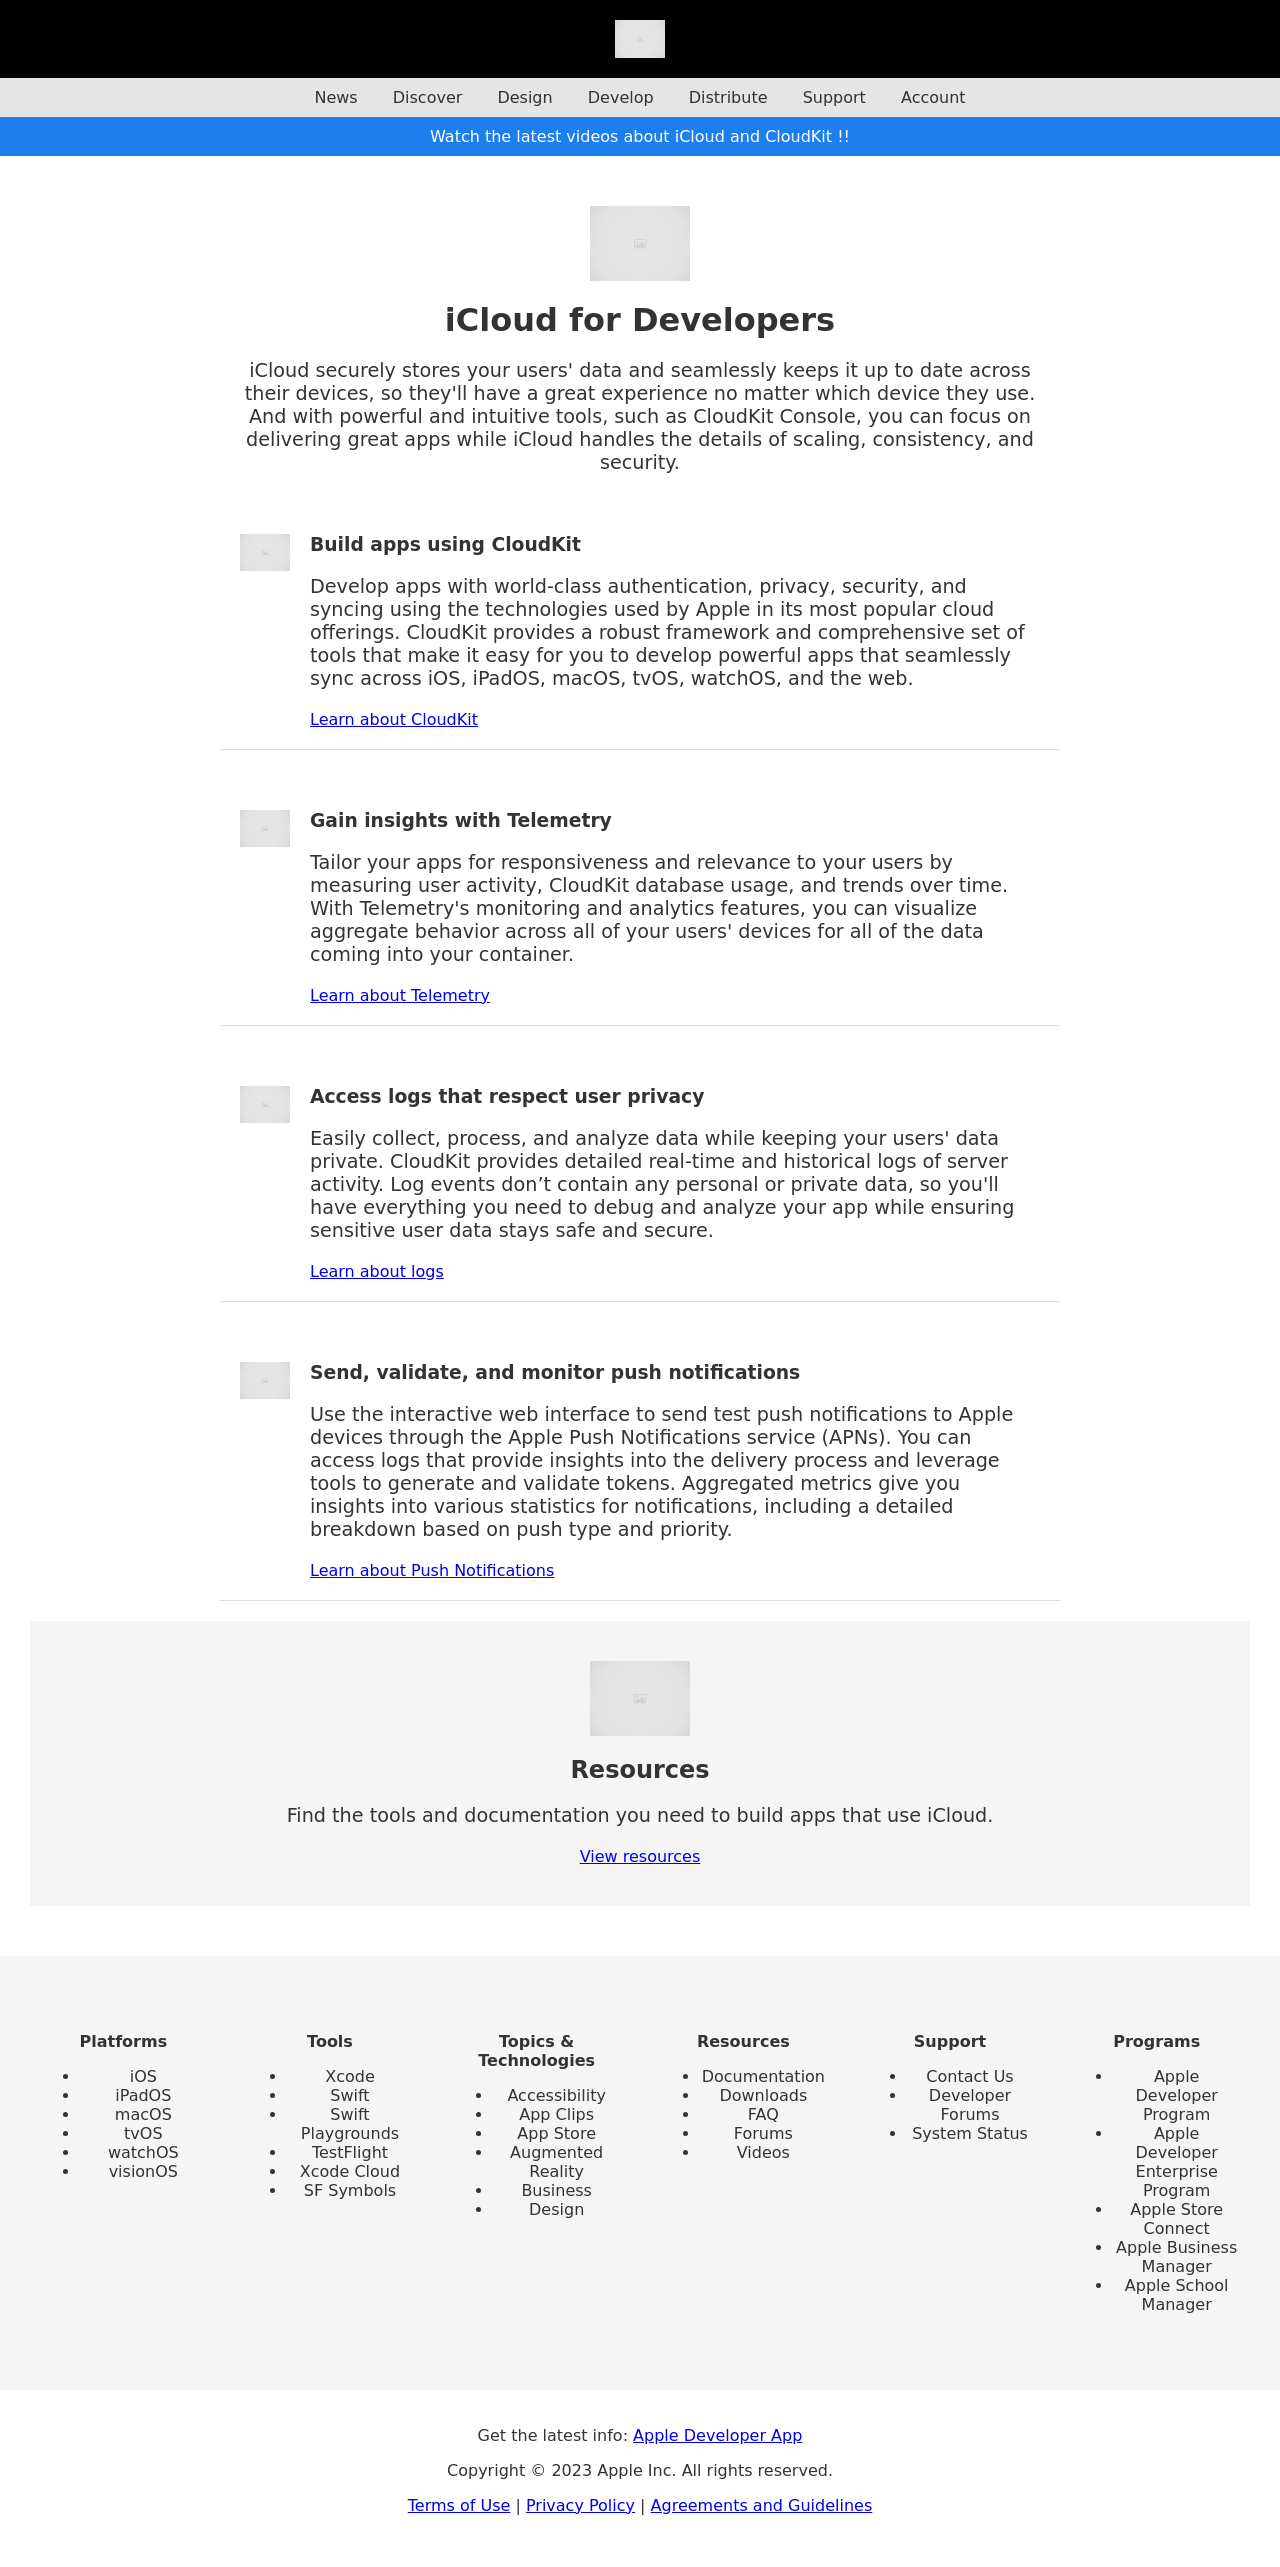 News Discover Design Develop Distribute Support Account
Watch the latest videos about iCloud and CloudKit !!
iCloud for Developers
iCloud securely stores your users' data and seamlessly keeps it up to date across
their devices, so they'll have a great experience no matter which device they use.
And with powerful and intuitive tools, such as CloudKit Console, you can focus on
delivering great apps while iCloud handles the details of scaling, consistency, and
security.
Build apps using CloudKit
Develop apps with world-class authentication, privacy, security, and
syncing using the technologies used by Apple in its most popular cloud
offerings. CloudKit provides a robust framework and comprehensive set of
tools that make it easy for you to develop powerful apps that seamlessly
sync across iOS, iPadOS, macOS, tvOS, watchOS, and the web.
Learn about CloudKit
Gain insights with Telemetry
Tailor your apps for responsiveness and relevance to your users by
measuring user activity, CloudKit database usage, and trends over time.
With Telemetry's monitoring and analytics features, you can visualize
aggregate behavior across all of your users' devices for all of the data
coming into your container.
Learn about Telemetry
Access logs that respect user privacy
Easily collect, process, and analyze data while keeping your users' data
private. CloudKit provides detailed real-time and historical logs of server
activity. Log events don’t contain any personal or private data, so you'll
have everything you need to debug and analyze your app while ensuring
sensitive user data stays safe and secure.
Learn about logs
Send, validate, and monitor push notifications
Use the interactive web interface to send test push notifications to Apple
devices through the Apple Push Notifications service (APNs). You can
access logs that provide insights into the delivery process and leverage
tools to generate and validate tokens. Aggregated metrics give you
insights into various statistics for notifications, including a detailed
breakdown based on push type and priority.
Learn about Push Notifications
Resources
Find the tools and documentation you need to build apps that use iCloud.
View resources
Platforms
• iOS
• iPadOS
• macOS
• tvOS
• watchOS
• visionOS
Tools
• Xcode
• Swift
• Swift
Playgrounds
• TestFlight
• Xcode Cloud
• SF Symbols
Topics &
Technologies
• Accessibility
• App Clips
• App Store
• Augmented
Reality
• Business
• Design
Resources
• Documentation
• Downloads
• FAQ
• Forums
• Videos
Support
• Contact Us
• Developer
Forums
• System Status
Programs
• Apple
Developer
Program
• Apple
Developer
Enterprise
Program
• Apple Store
Connect
• Apple Business
Manager
• Apple School
Manager
Get the latest info: Apple Developer App
Copyright © 2023 Apple Inc. All rights reserved.
Terms of Use | Privacy Policy | Agreements and Guidelines